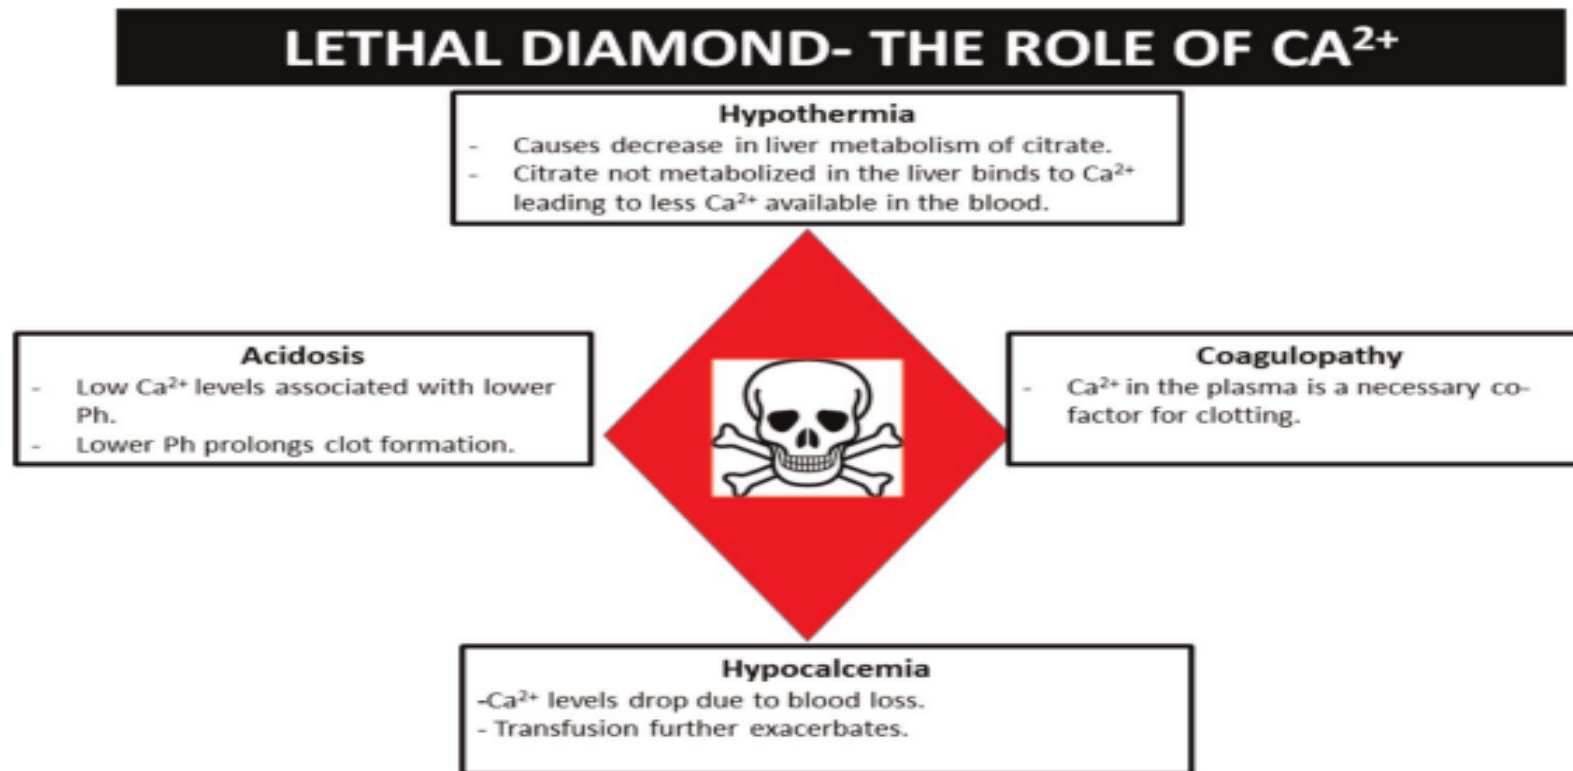 LETHAL DIAMOND- THE ROLE OF CA²⁺
Hypothermia
- Causes decrease in liver metabolism of citrate.
- Citrate not metabolized in the liver binds to Ca²⁺
leading to less Ca²⁺ available in the blood.
Acidosis
- Low Ca²⁺ levels associated with lower
Ph.
- Lower Ph prolongs clot formation.
Coagulopathy
- Ca²⁺ in the plasma is a necessary co-
factor for clotting.
Hypocalcemia
-Ca²⁺ levels drop due to blood loss.
- Transfusion further exacerbates.